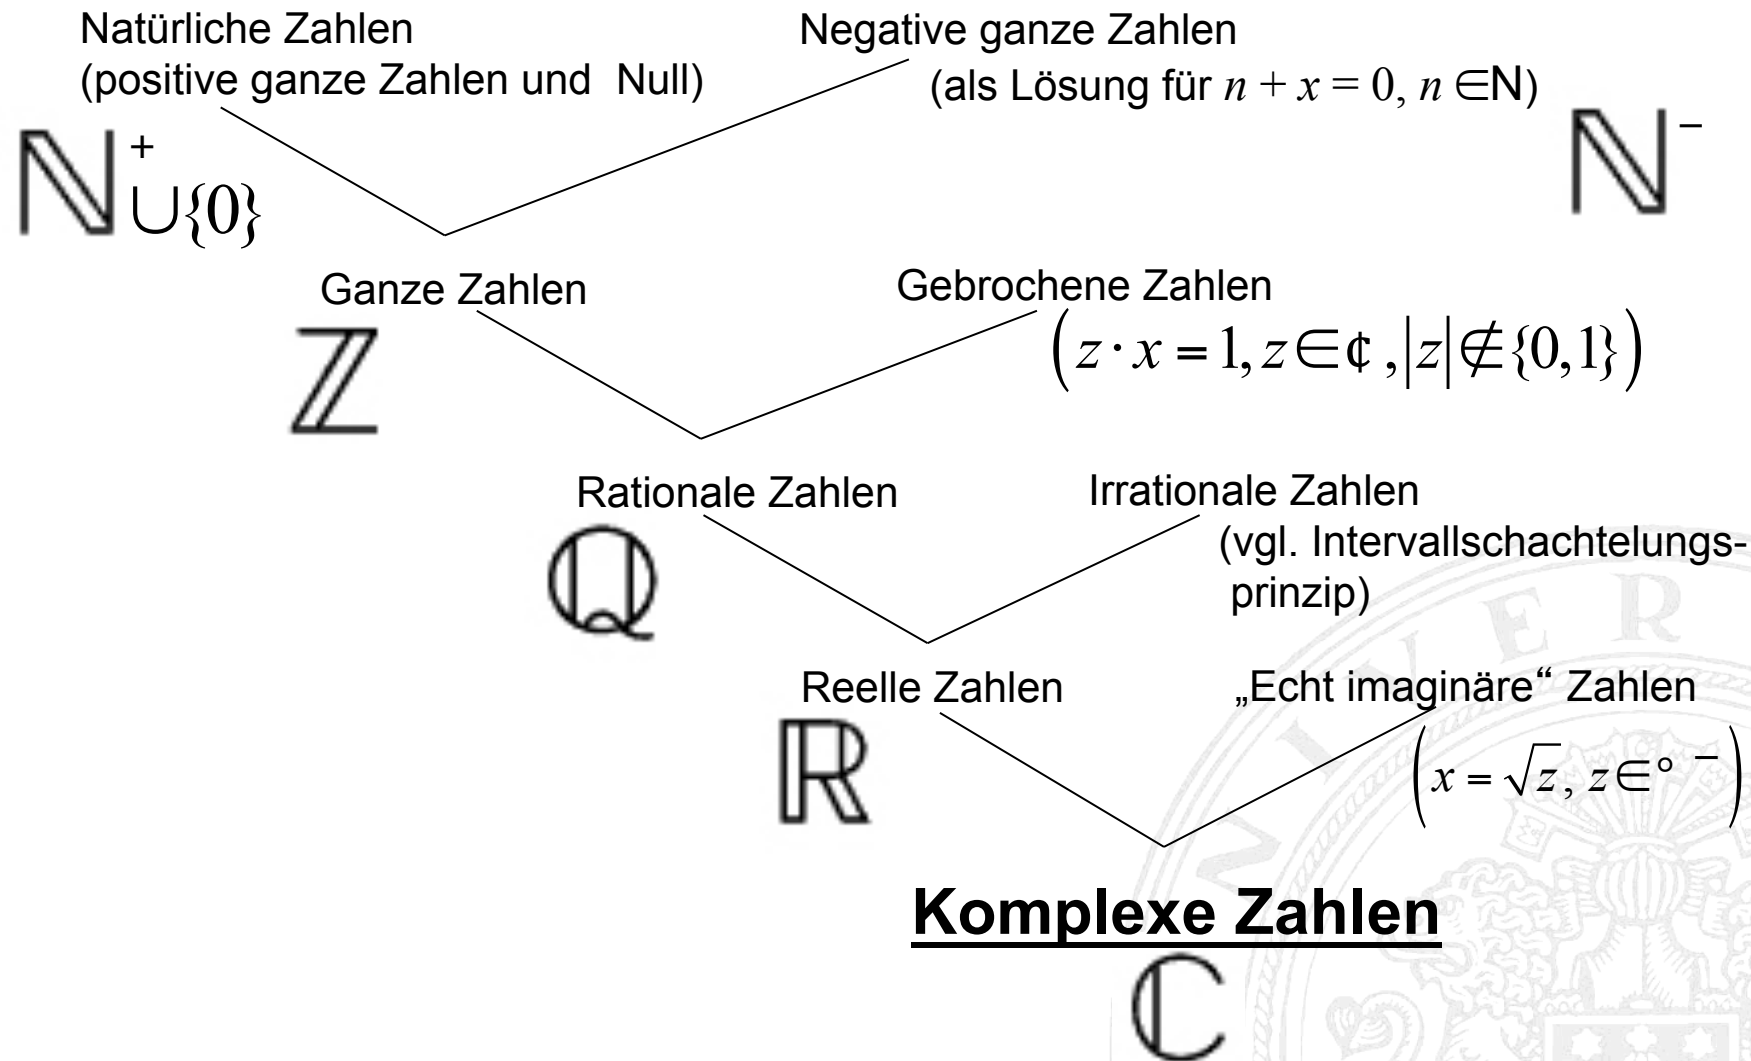 Natürliche Zahlen
(positive ganze Zahlen und Null)
ℕ⁺ ∪{0}
Negative ganze Zahlen
(als Lösung für n + x = 0, n ∈N)
ℕ⁻
Ganze Zahlen
ℤ
Gebrochene Zahlen
(z · x = 1, z ∈ ¢ , |z| ∉ {0,1})
Rationale Zahlen
ℚ
Irrationale Zahlen
(vgl. Intervallschachtelungs-
prinzip)
Reelle Zahlen
ℝ
„Echt imaginäre“ Zahlen
(x = √z, z ∈ ° ⁻)
Komplexe Zahlen
ℂ
N I V E R